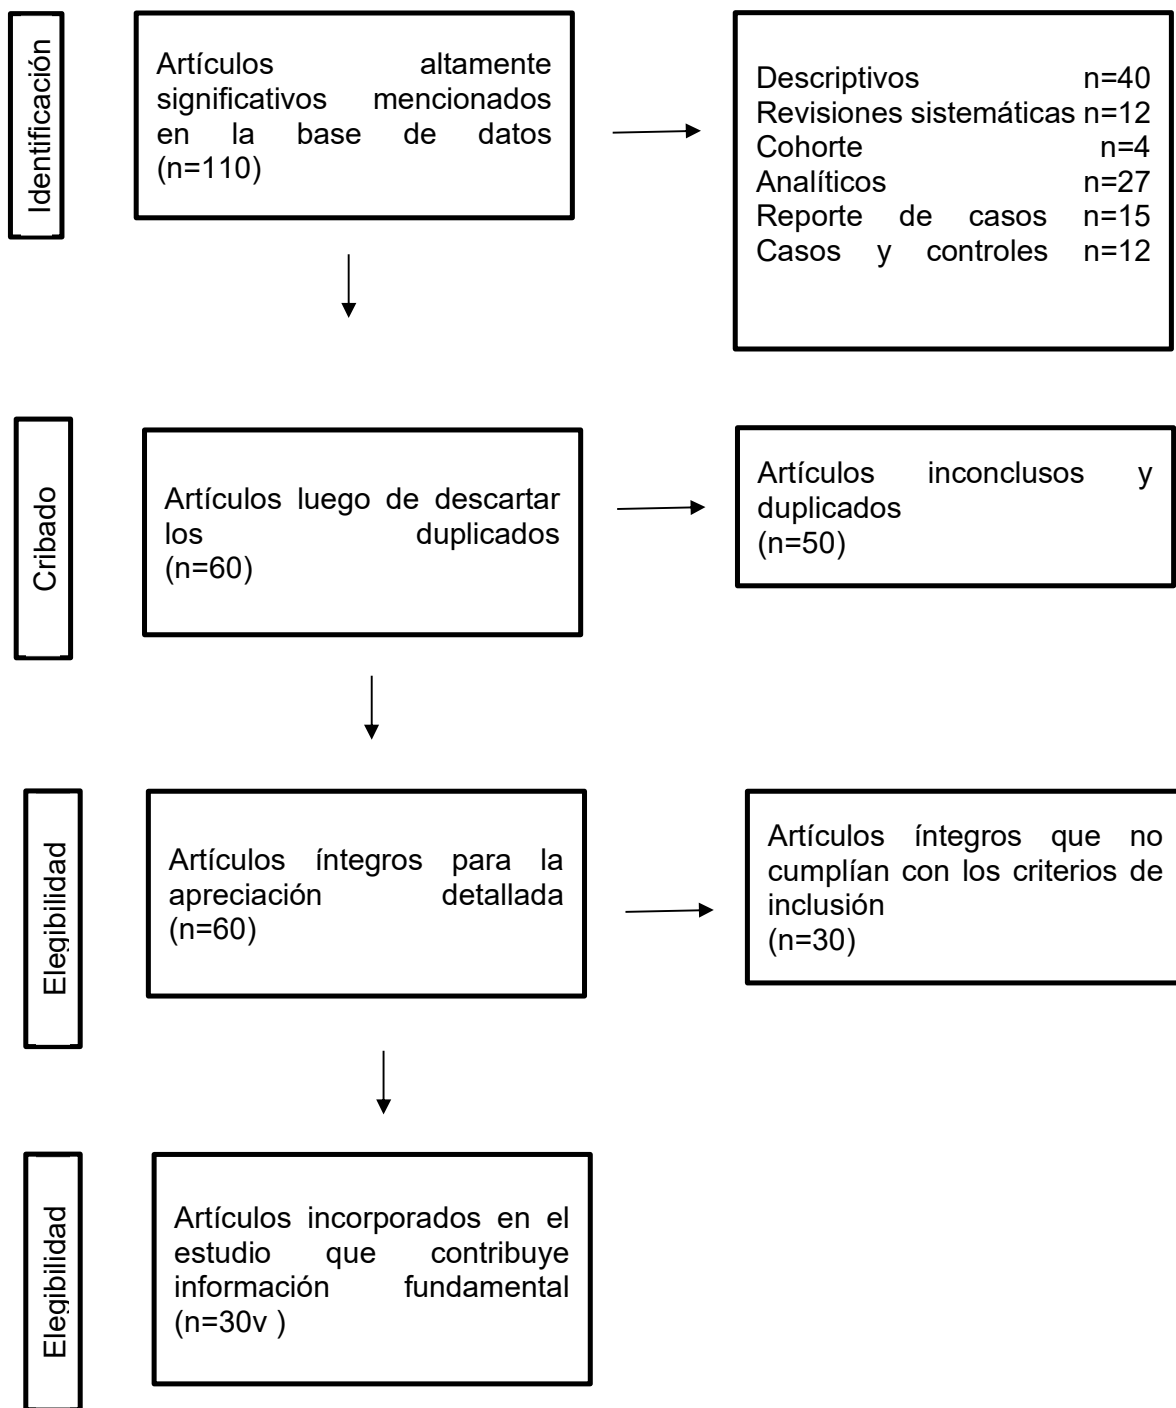 Identificación
Artículos altamente
significativos mencionados
en la base de datos
(n=110)
Descriptivos n=40
Revisiones sistemáticas n=12
Cohorte n=4
Analíticos n=27
Reporte de casos n=15
Casos y controles n=12
Cribado
Artículos luego de descartar
los duplicados
(n=60)
Artículos inconclusos y
duplicados
(n=50)
Elegibilidad
Artículos íntegros para la
apreciación detallada
(n=60)
Artículos íntegros que no
cumplían con los criterios de
inclusión
(n=30)
Elegibilidad
Artículos incorporados en el
estudio que contribuye
información fundamental
(n=30v )